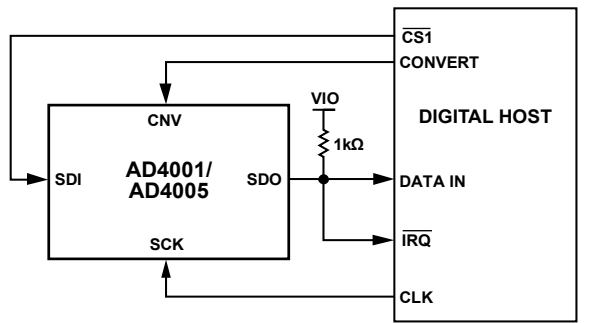 CS1
CONVERT
VIO
DIGITAL HOST
CNV
1kΩ
AD4001/
AD4005
SDI
SDO
DATA IN
SCK
IRQ
CLK